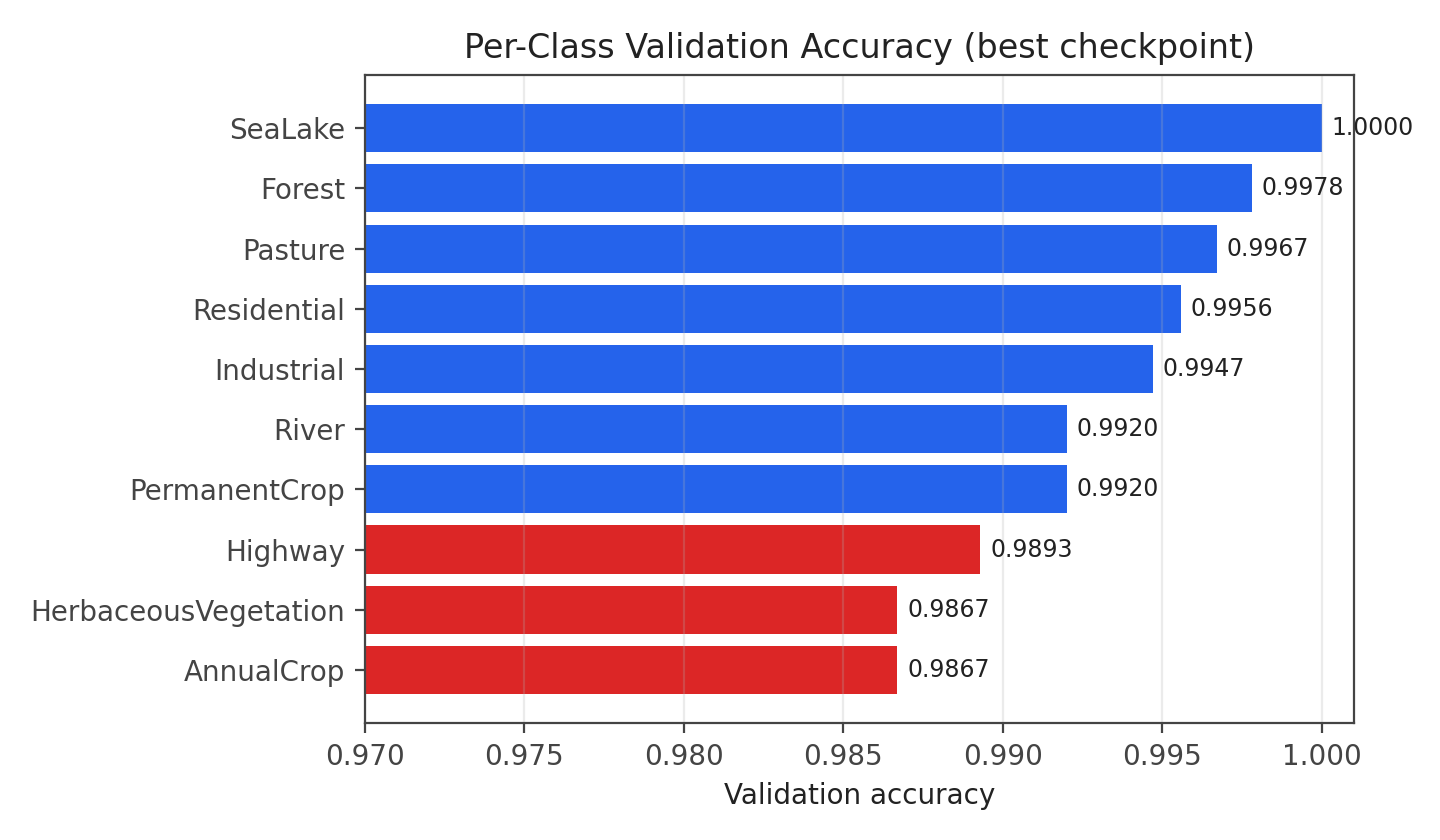 Per-Class Validation Accuracy (best checkpoint)
SeaLake 1.0000
Forest 0.9978
Pasture 0.9967
Residential 0.9956
Industrial 0.9947
River 0.9920
PermanentCrop 0.9920
Highway 0.9893
HerbaceousVegetation 0.9867
AnnualCrop 0.9867
0.970 0.975 0.980 0.985 0.990 0.995 1.000
Validation accuracy